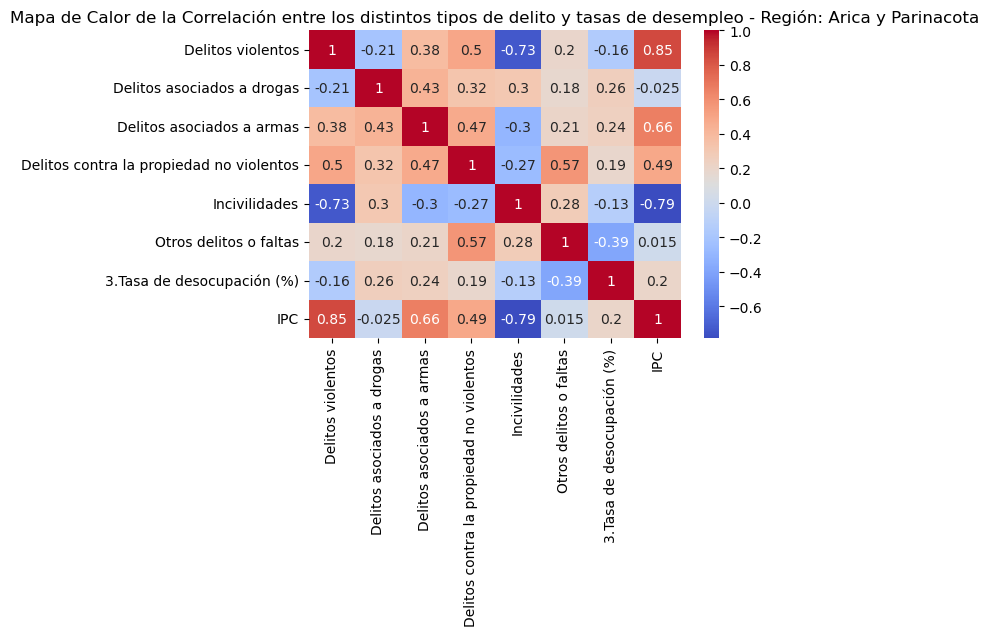 Mapa de Calor de la Correlación entre los distintos tipos de delito y tasas de desempleo - Región: Arica y Parinacota
Delitos violentos 1 -0.21 0.38 0.5 -0.73 0.2 -0.16 0.85
Delitos asociados a drogas -0.21 1 0.43 0.32 0.3 0.18 0.26 -0.025
Delitos asociados a armas 0.38 0.43 1 0.47 -0.3 0.21 0.24 0.66
Delitos contra la propiedad no violentos 0.5 0.32 0.47 1 -0.27 0.57 0.19 0.49
Incivilidades -0.73 0.3 -0.3 -0.27 1 0.28 -0.13 -0.79
Otros delitos o faltas 0.2 0.18 0.21 0.57 0.28 1 -0.39 0.015
3.Tasa de desocupación (%) -0.16 0.26 0.24 0.19 -0.13 -0.39 1 0.2
IPC 0.85 -0.025 0.66 0.49 -0.79 0.015 0.2 1
Delitos violentos
Delitos asociados a drogas
Delitos asociados a armas
Delitos contra la propiedad no violentos
Incivilidades
Otros delitos o faltas
3.Tasa de desocupación (%)
IPC
1.0
0.8
0.6
0.4
0.2
0.0
−0.2
−0.4
−0.6